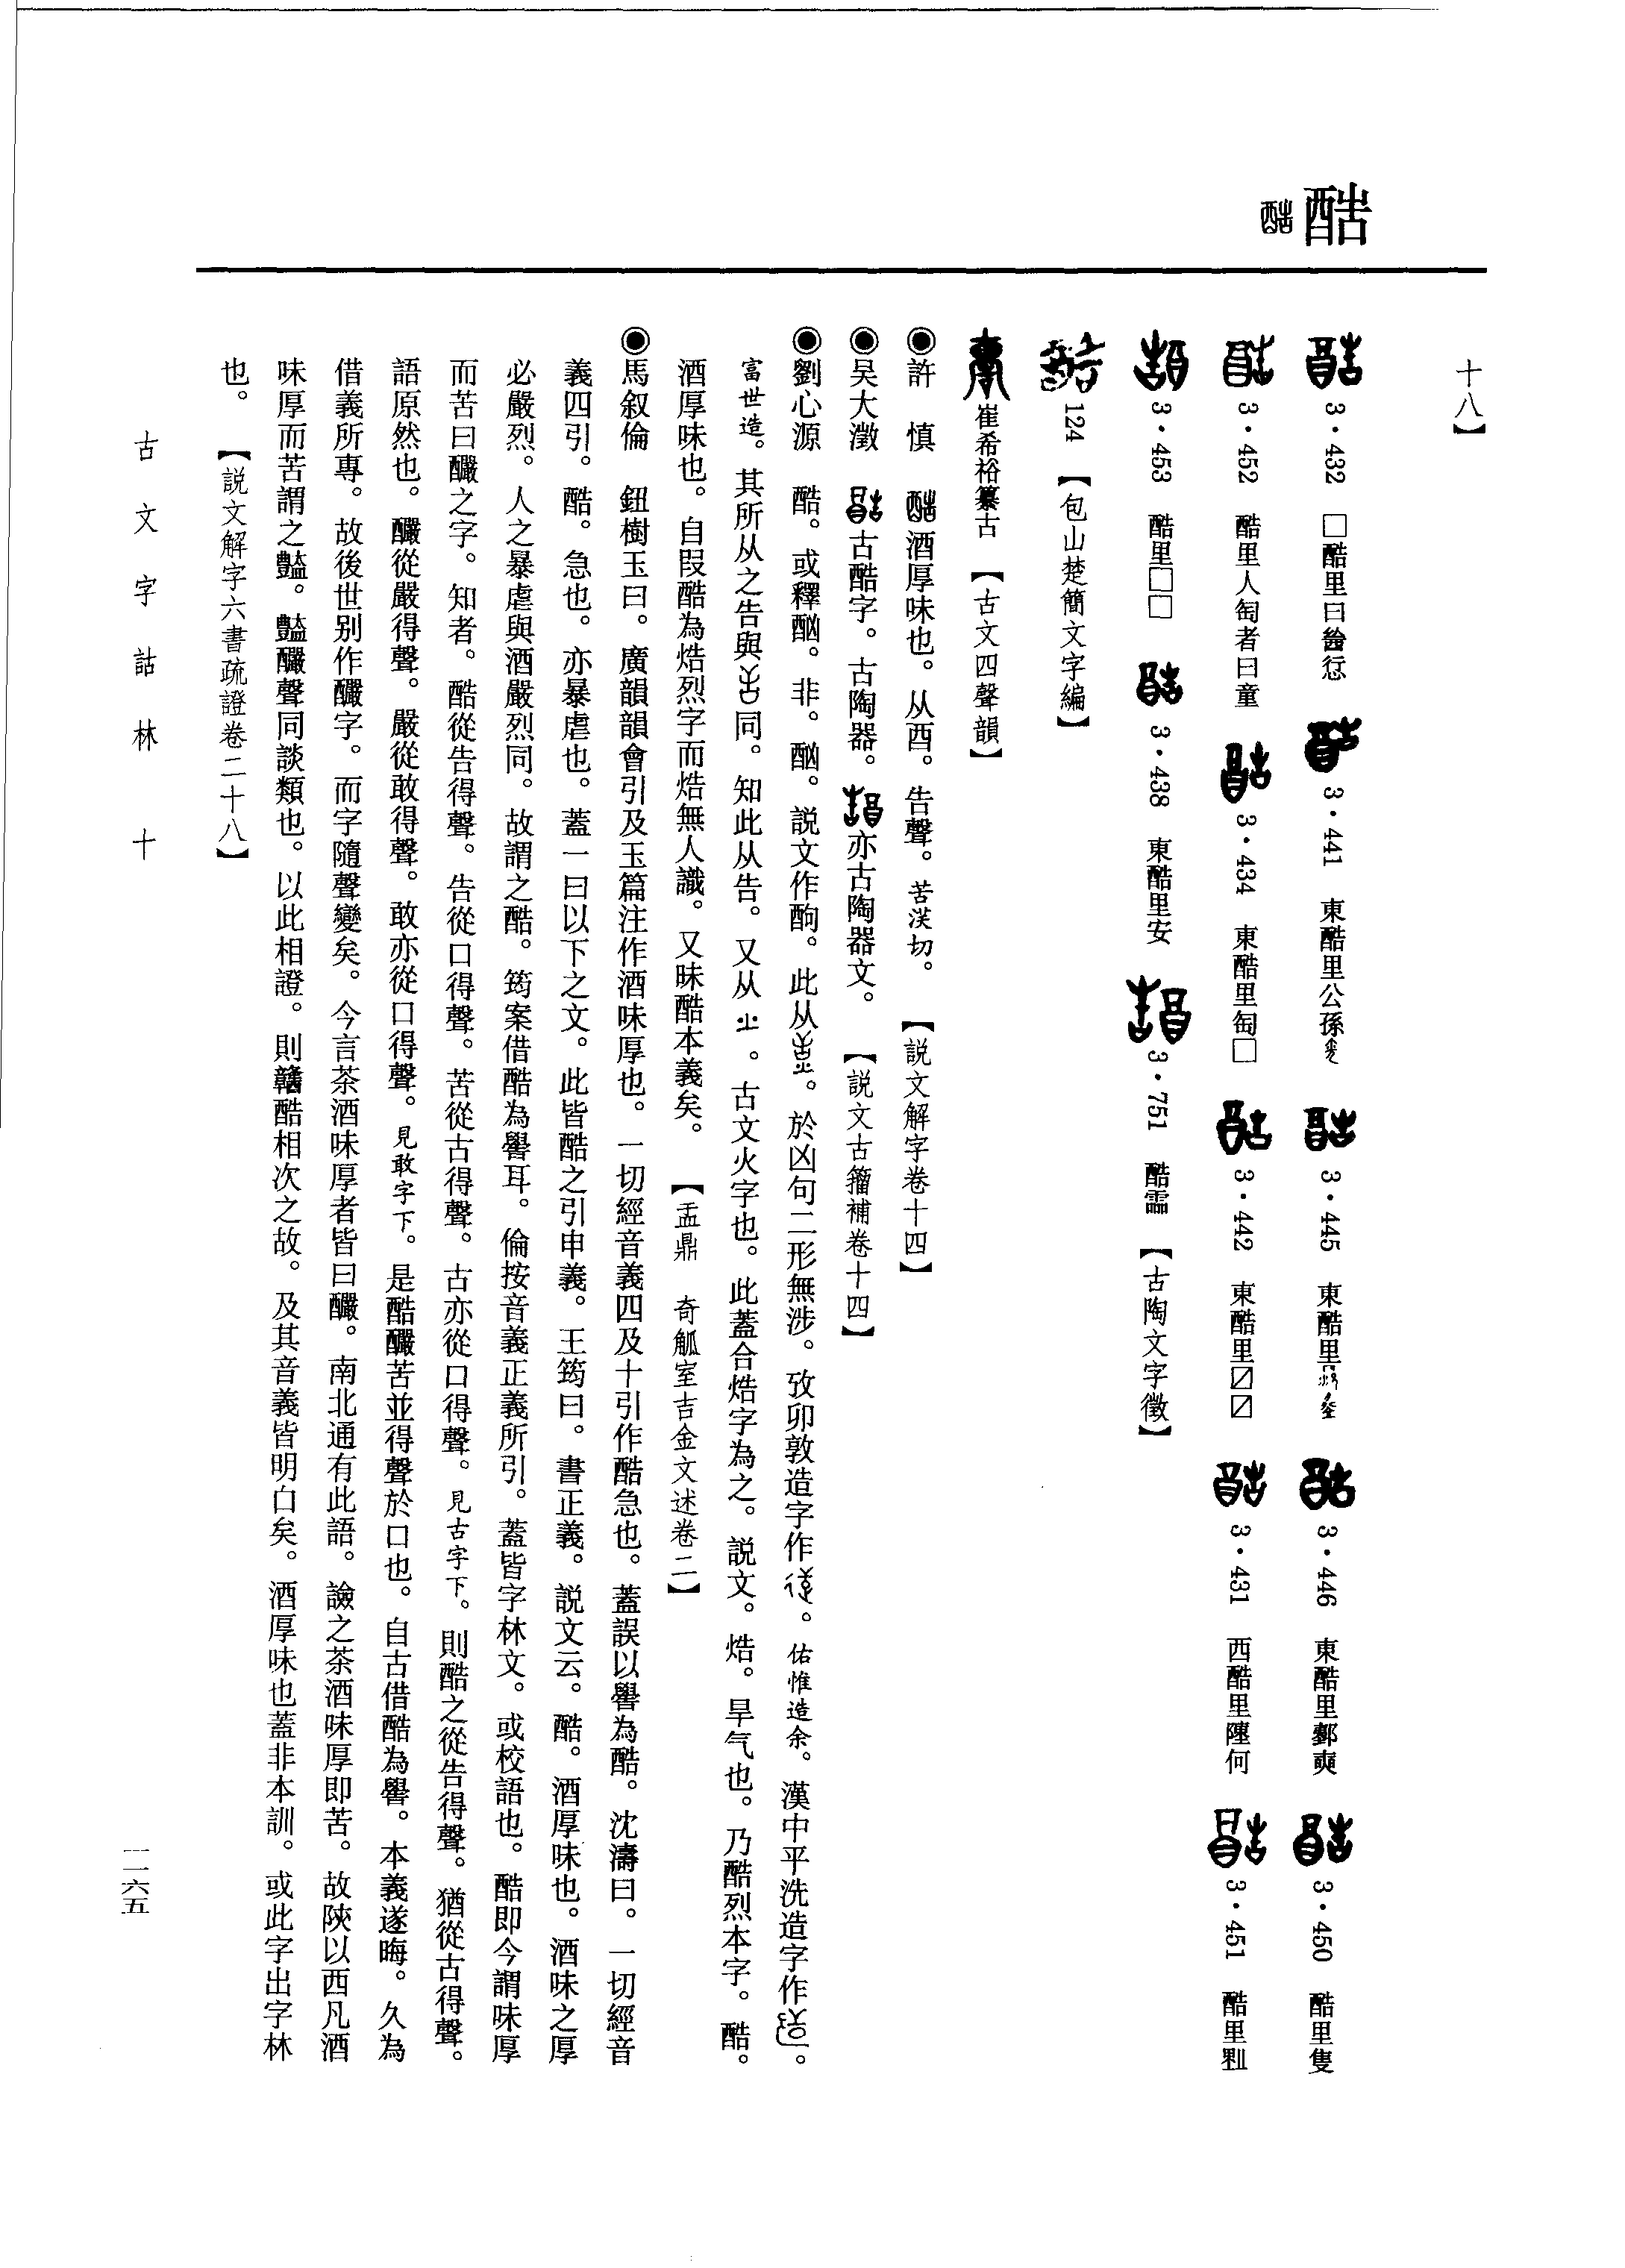 酷
十八】
3·432 □酷里曰 3·441 東酷里公孫 3·445 東酷里 3·446 東酷里 3·450 酷里隻
3·452 酷里人匋者曰童 3·434 東酷里匋□ 3·442 東酷里〼〼 3·431 西酷里何 3·451 酷里
3·453 酷里□□ 3·438 東酷里安 3·751 酷 【古陶文字徵】
124 【包山楚簡文字編】
崔希裕纂古 【古文四聲韻】
◉許 慎 酒厚味也。从酉。告聲。苦沃切。 【説文解字卷十四】
◉吴大澂 古酷字。古陶器。亦古陶器文。 【説文古籀補卷十四】
◉劉心源 酷。或釋酗。非。酗。説文作酌。此从。於凶句二形無涉。攷卯敦造字作。佑惟造余。漢中平洗造字作。
富世造。其所从之告與同。知此从告。又从。古文火字也。此蓋合焅字為之。説文。焅。旱气也。乃酷烈本字。酷。
酒厚味也。自叚酷為焅烈字而焅無人識。又昧酷本義矣。 【盂鼎 奇觚室吉金文述卷二】
◉馬叙倫 鈕樹玉曰。廣韻韻會引及玉篇注作酒味厚也。一切經音義四及十引作酷急也。蓋誤以嚳為酷。沈濤曰。一切經音
義四引。酷。急也。亦暴虐也。蓋一曰以下之文。此皆酷之引申義。王筠曰。書正義。説文云。酷。酒厚味也。酒味之厚
必嚴烈。人之暴虐與酒嚴烈同。故謂之酷。筠案借酷為嚳耳。倫按音義正義所引。蓋皆字林文。或校語也。酷即今謂味厚
而苦曰釅之字。知者。酷從告得聲。告從口得聲。苦從古得聲。古亦從口得聲。見古字下。則酷之從告得聲。猶從古得聲。
語原然也。釅從嚴得聲。嚴從敢得聲。敢亦從口得聲。見敢字下。是酷釅苦並得聲於口也。自古借酷為嚳。本義遂晦。久為
借義所專。故後世别作釅字。而字隨聲變矣。今言茶酒味厚者皆曰釅。南北通有此語。譣之茶酒味厚即苦。故陝以西凡酒
味厚而苦謂之豔。豔釅聲同談類也。以此相證。則酷相次之故。及其音義皆明白矣。酒厚味也蓋非本訓。或此字出字林
也。 【説文解字六書疏證卷二十八】
古文字詁林 十
一一六五